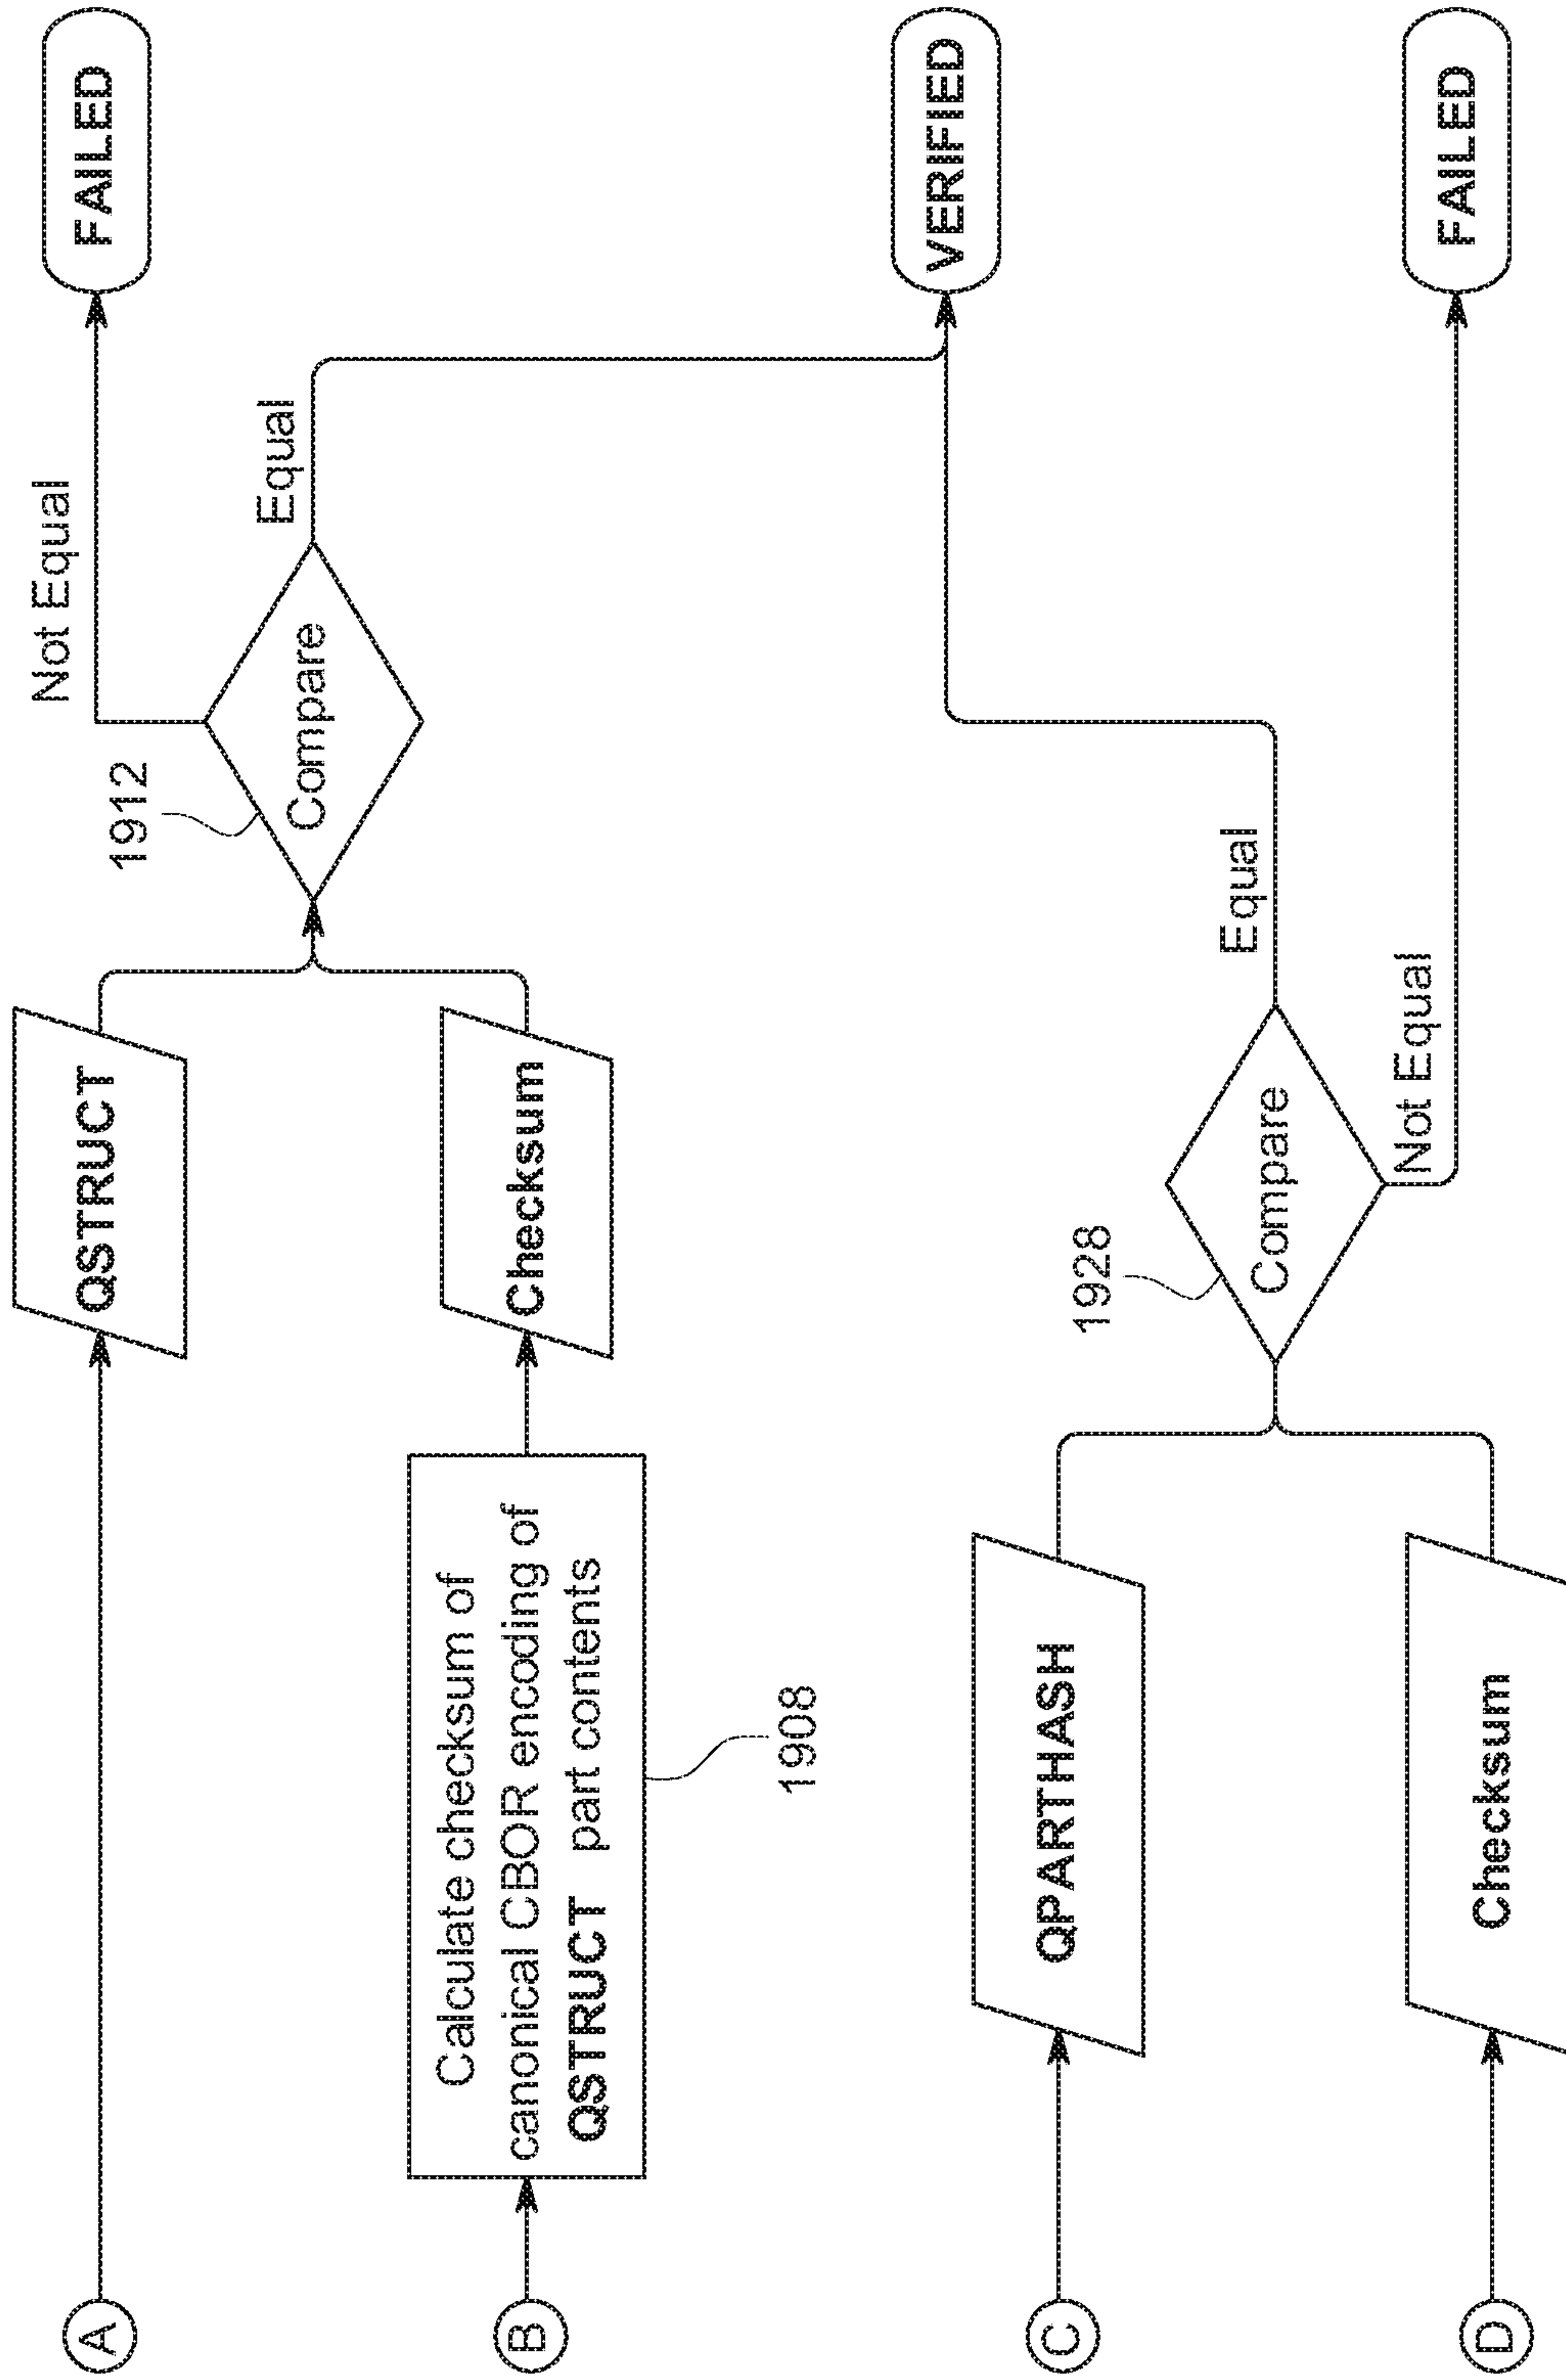 A
QSTRUCT
Not Equal
FAILED
1912
Compare
Equal
B
Calculate checksum of
canonical CBOR encoding of
QSTRUCT part contents
1908
Checksum
VERIFIED
C
QPARTHASH
1928
Compare
Equal
Not Equal
FAILED
D
Checksum